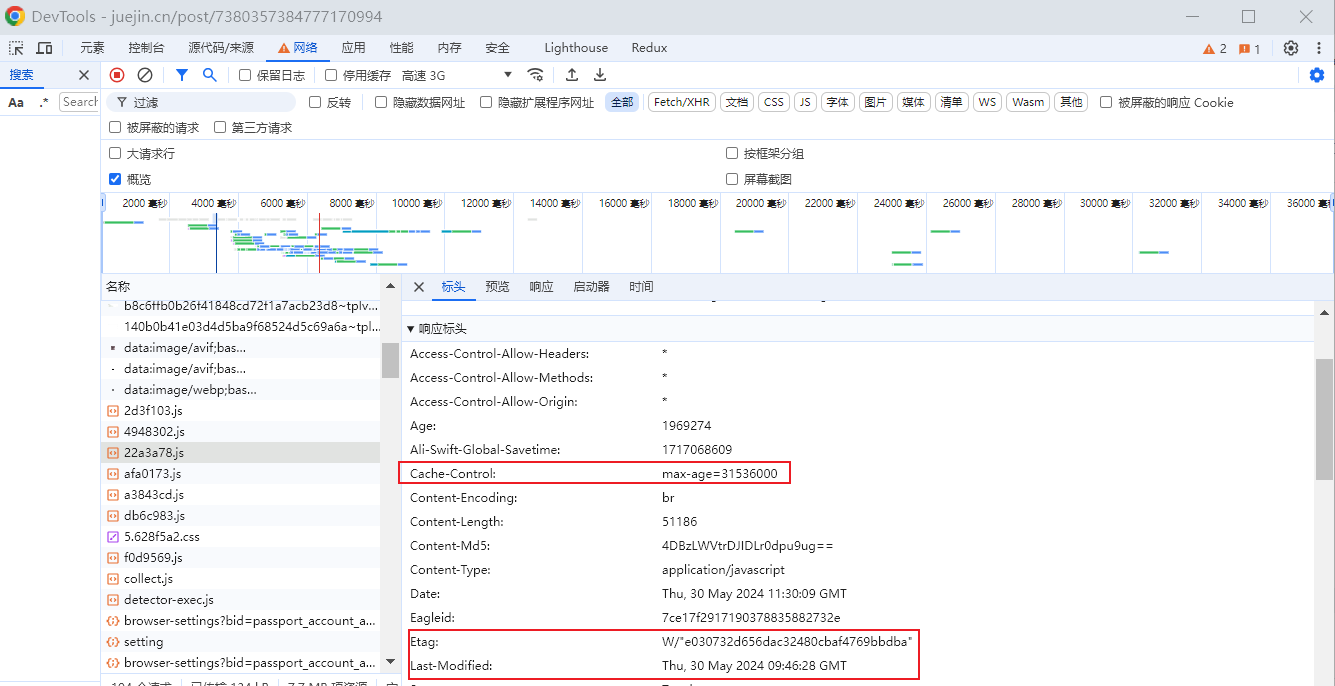 DevTools - juejin.cn/post/7380357384777170994
元素 控制台 源代码/来源 网络 应用 性能 内存 安全 Lighthouse Redux 2 1
搜索 保留日志 停用缓存 高速 3G
Aa .* Search 过滤 反转 隐藏数据网址 隐藏扩展程序网址 全部 Fetch/XHR 文档 CSS JS 字体 图片 媒体 清单 WS Wasm 其他 被屏蔽的响应 Cookie
被屏蔽的请求 第三方请求
大请求行 按框架分组
概览 屏幕截图
2000 毫秒 4000 毫秒 6000 毫秒 8000 毫秒 10000 毫秒 12000 毫秒 14000 毫秒 16000 毫秒 18000 毫秒 20000 毫秒 22000 毫秒 24000 毫秒 26000 毫秒 28000 毫秒 30000 毫秒 32000 毫秒 34000 毫秒 36000 毫秒
名称
b8c6ffb0b26f41848cd72f1a7acb23d8~tplv...
140b0b41e03d4d5ba9f68524d5c69a6a~tpl...
data:image/avif;bas...
data:image/avif;bas...
data:image/webp;bas...
2d3f103.js
4948302.js
22a3a78.js
afa0173.js
a3843cd.js
db6c983.js
5.628f5a2.css
f0d9569.js
collect.js
detector-exec.js
browser-settings?bid=passport_account_a...
setting
browser-settings?bid=passport_account_a...
标头 预览 响应 启动器 时间
响应标头
Access-Control-Allow-Headers: *
Access-Control-Allow-Methods: *
Access-Control-Allow-Origin: *
Age: 1969274
Ali-Swift-Global-Savetime: 1717068609
Cache-Control: max-age=31536000
Content-Encoding: br
Content-Length: 51186
Content-Md5: 4DBzLWVtrDJIDLr0dpu9ug==
Content-Type: application/javascript
Date: Thu, 30 May 2024 11:30:09 GMT
Eagleid: 7ce17f2917190378835882732e
Etag: W/"e030732d656dac32480cbaf4769bbdba"
Last-Modified: Thu, 30 May 2024 09:46:28 GMT